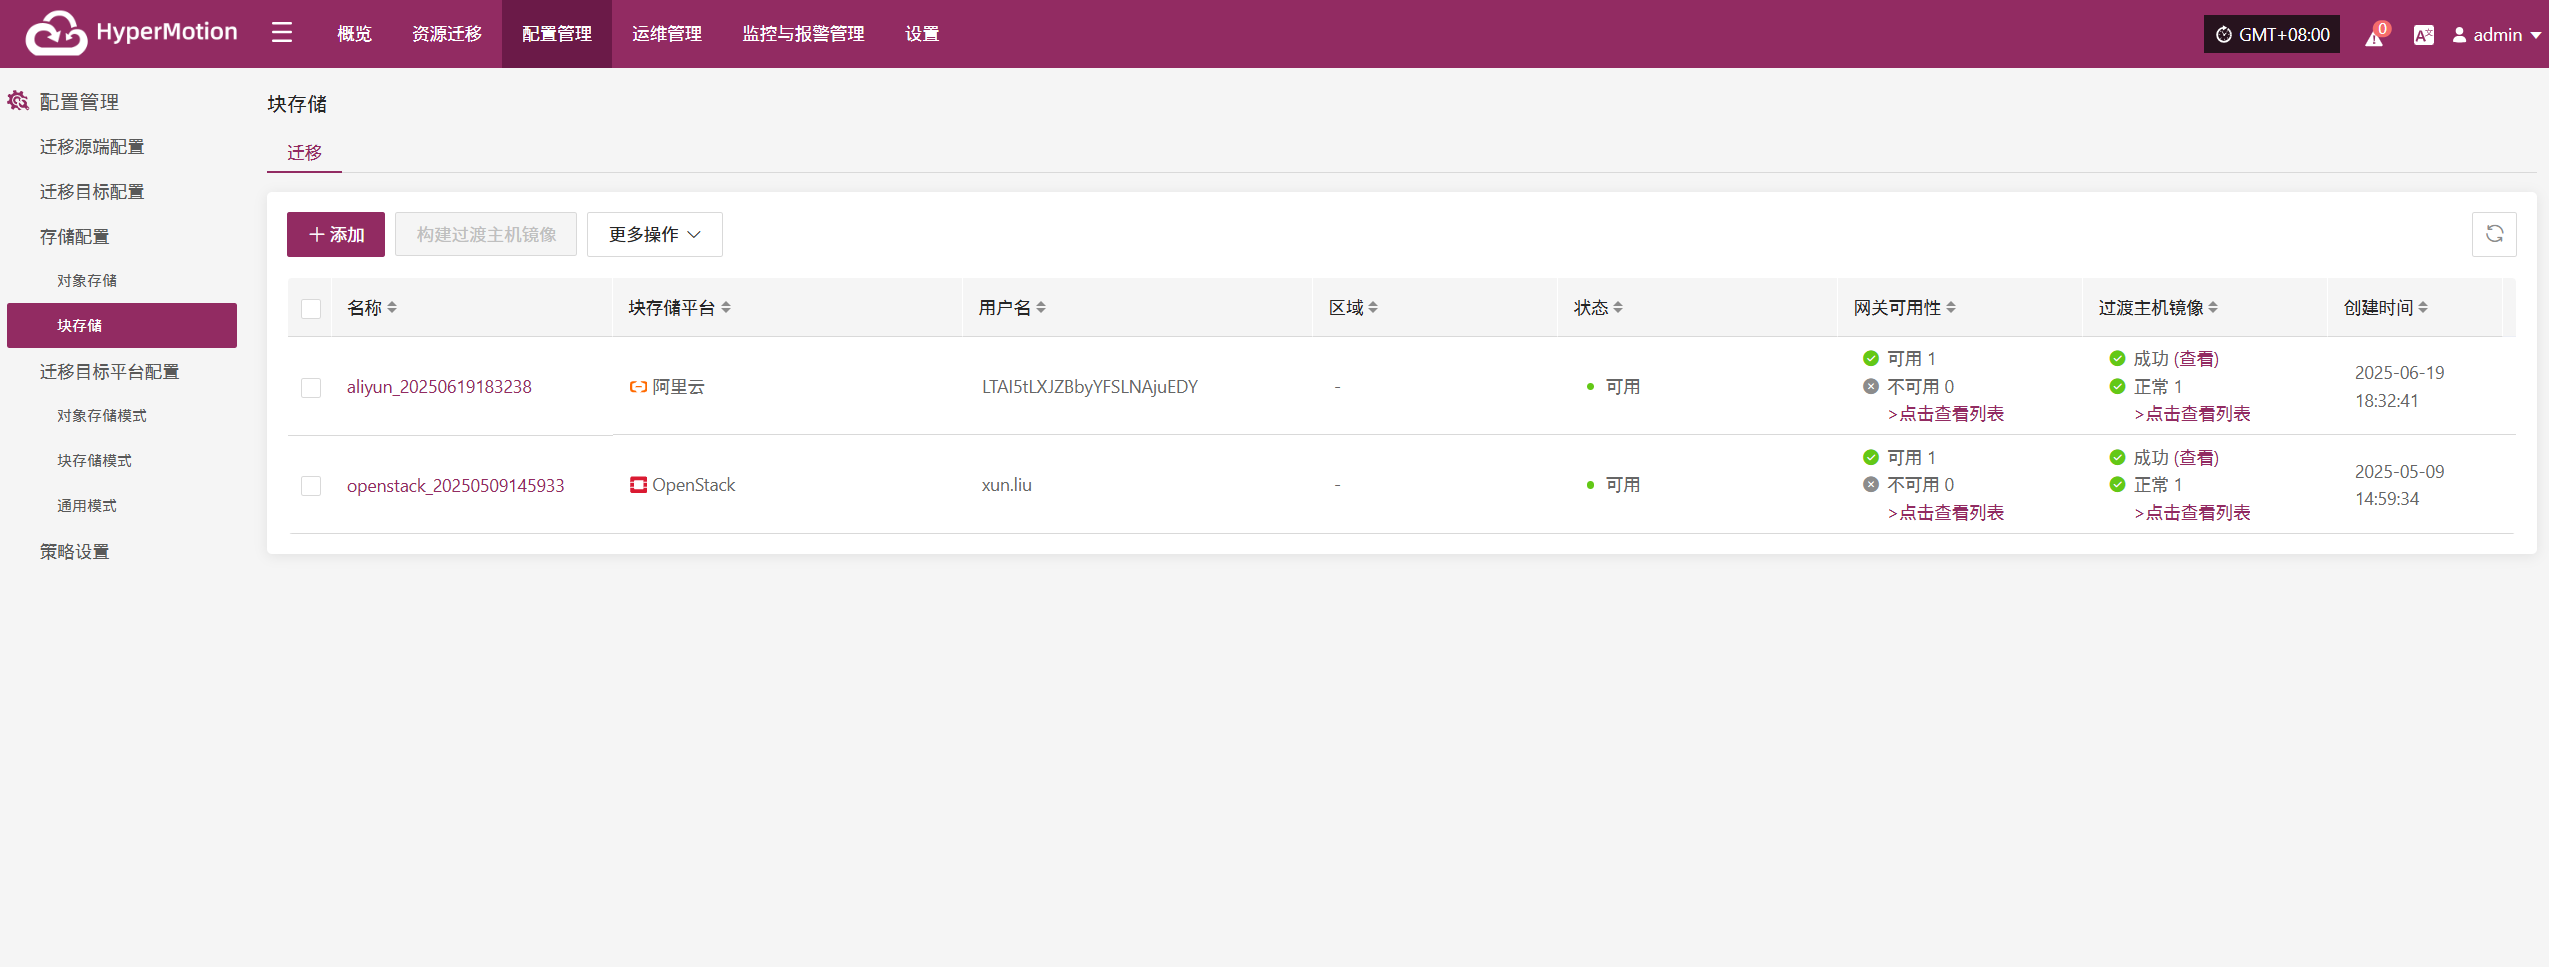 HyperMotion
概览 资源迁移 配置管理 运维管理 监控与报警管理 设置 GMT+08:00 0 admin
配置管理
迁移源端配置
迁移目标配置
存储配置
对象存储
块存储
迁移目标平台配置
对象存储模式
块存储模式
通用模式
策略设置
块存储
迁移
添加 构建过渡主机镜像 更多操作
名称 块存储平台 用户名 区域 状态 网关可用性 过渡主机镜像 创建时间
aliyun_20250619183238 阿里云 LTAI5tLXJZBbyYFSLNAjuEDY - 可用
可用 1
不可用 0
>点击查看列表
成功 (查看)
正常 1
>点击查看列表
2025-06-19
18:32:41
openstack_20250509145933 OpenStack xun.liu - 可用
可用 1
不可用 0
>点击查看列表
成功 (查看)
正常 1
>点击查看列表
2025-05-09
14:59:34